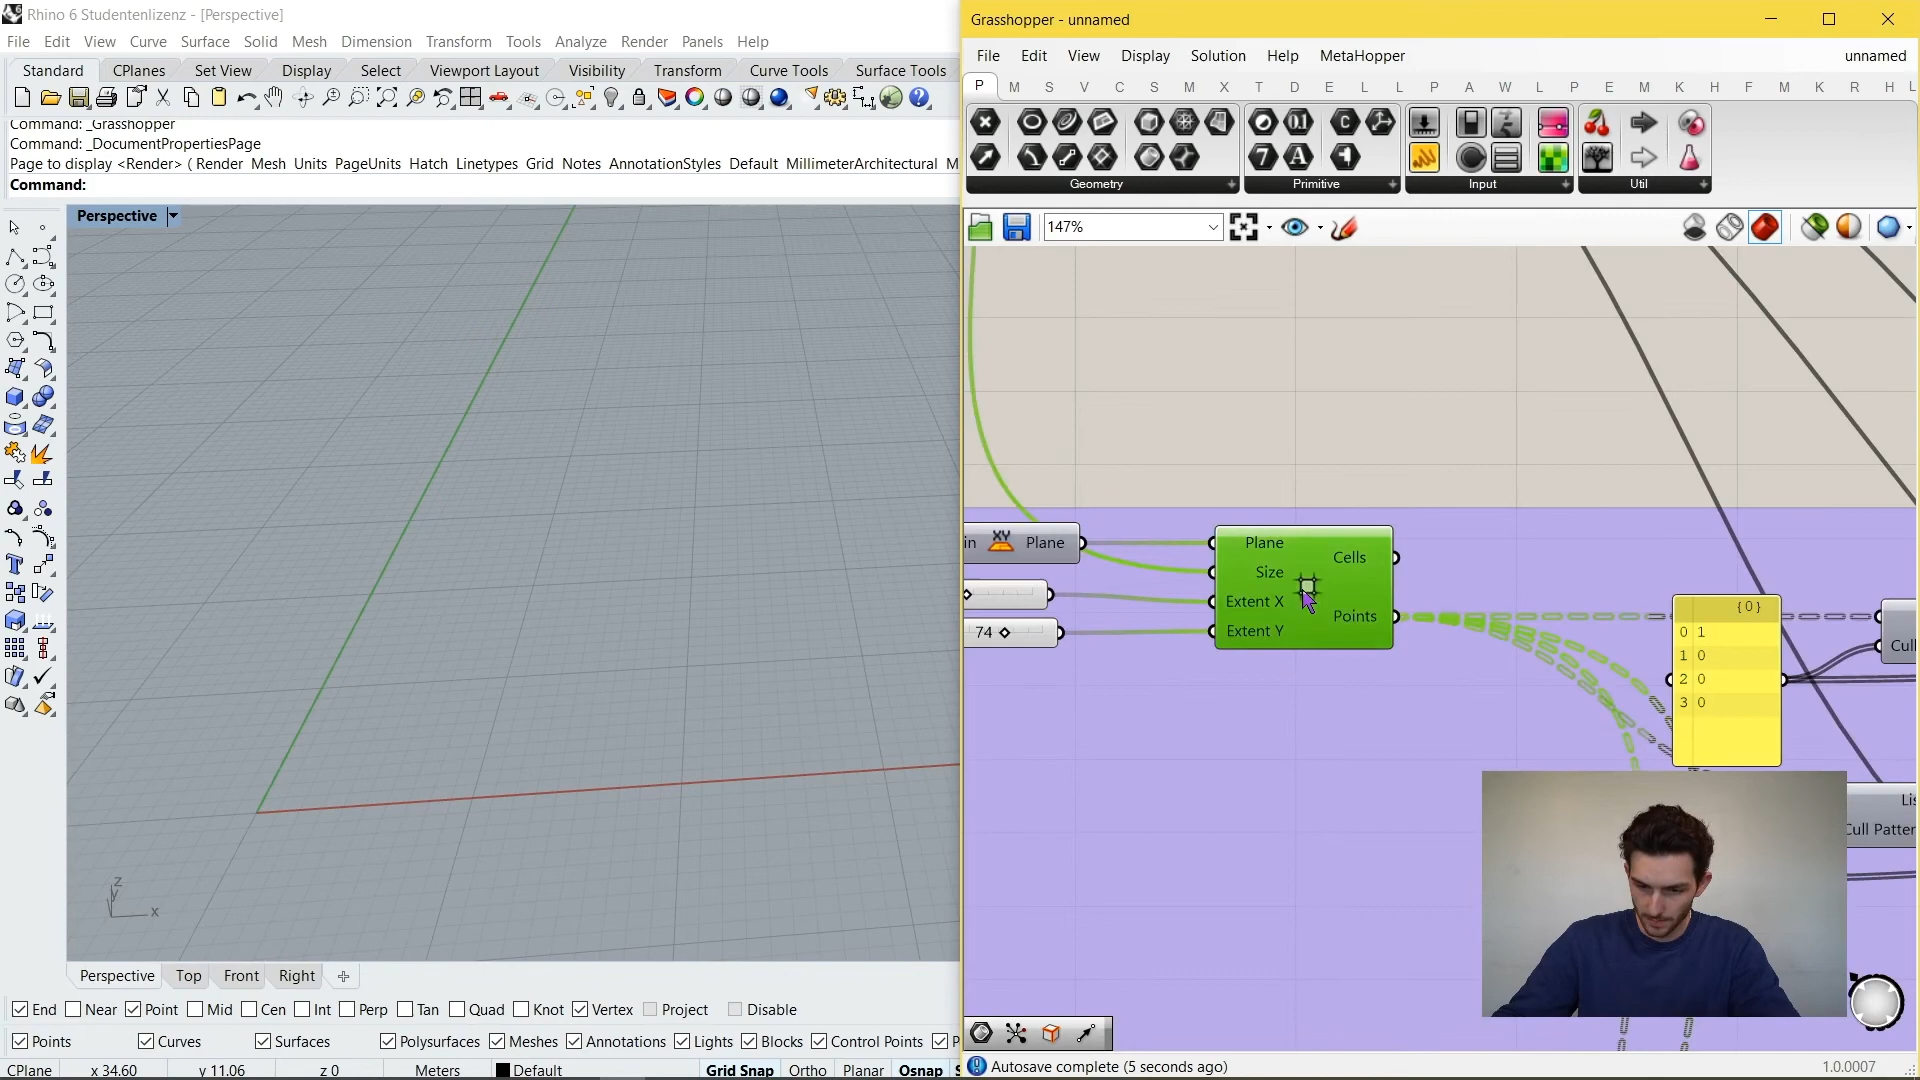 Rhino 6 Studentenlizenz - [Perspective]
File Edit View Curve Surface Solid Mesh Dimension Transform Tools Analyze Render Panels Help
Standard CPlanes Set View Display Select Viewport Layout Visibility Transform Curve Tools Surface Tools
Command: _Grasshopper
Command: _DocumentPropertiesPage
Page to display <Render> ( Render Mesh Units PageUnits Hatch Linetypes Grid Notes AnnotationStyles Default MillimeterArchitectural M
Command:
Perspective
z
y
x
Perspective Top Front Right
End Near Point Mid Cen Int Perp Tan Quad Knot Vertex Project Disable
Points Curves Surfaces Polysurfaces Meshes Annotations Lights Blocks Control Points P
CPlane x 34.60 y 11.06 z 0 Meters Default Grid Snap Ortho Planar Osnap S
Grasshopper - unnamed
File Edit View Display Solution Help MetaHopper unnamed
P M S V C S M X T D E L L P A W L P E M K H F M K R H L
Geometry Primitive Input Util
147%
in XY Plane
74
Plane
Size
Extent X
Extent Y
Cells
Points
{0}
0 1
1 0
2 0
3 0
Cull
Lis
Cull Patter
Autosave complete (5 seconds ago) 1.0.0007